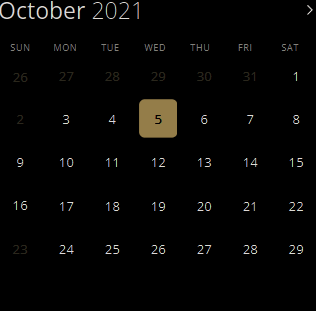 October 2021
SUN MON TUE WED THU FRI SAT
26 27 28 29 30 31 1
2 3 4 5 6 7 8
9 10 11 12 13 14 15
16 17 18 19 20 21 22
23 24 25 26 27 28 29